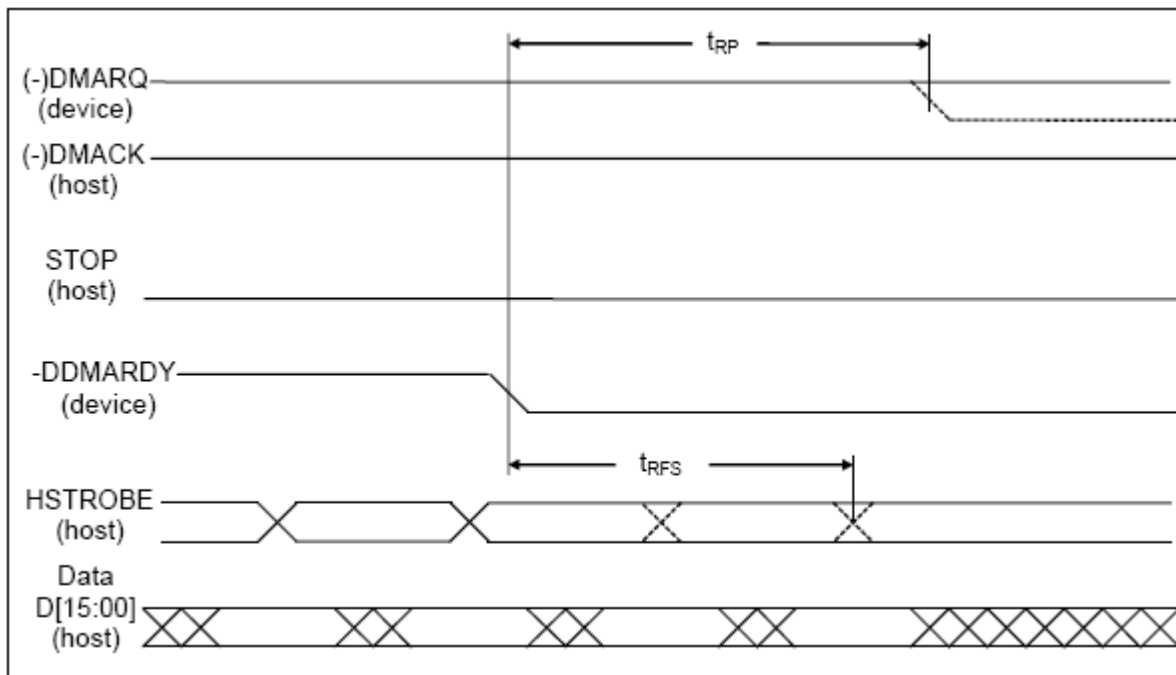 tRP
(-)DMARQ
(device)
(-)DMACK
(host)
STOP
(host)
-DDMARDY
(device)
tRFS
HSTROBE
(host)
Data
D[15:00]
(host)